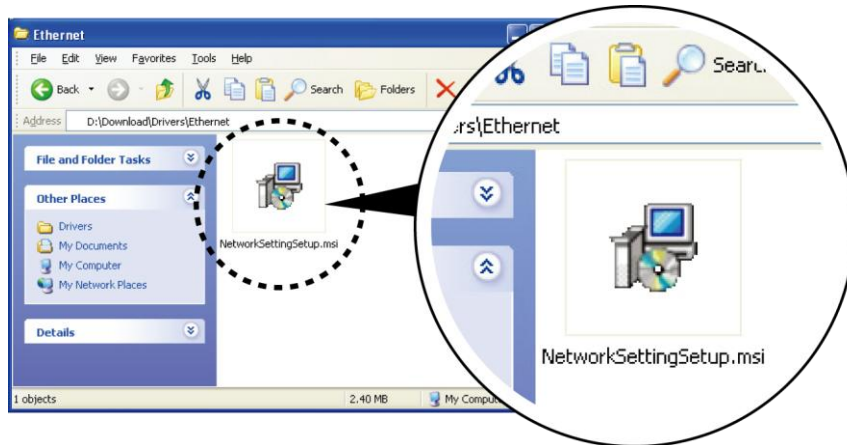 Ethernet
File Edit View Favorites Tools Help
Back Search Folders
Address D:\Download\Drivers\Ethernet
File and Folder Tasks
Other Places
Drivers
My Documents
My Computer
My Network Places
Details
NetworkSettingSetup.msi
1 objects 2.40 MB My Comput
Searc
ers\Ethernet
NetworkSettingSetup.msi